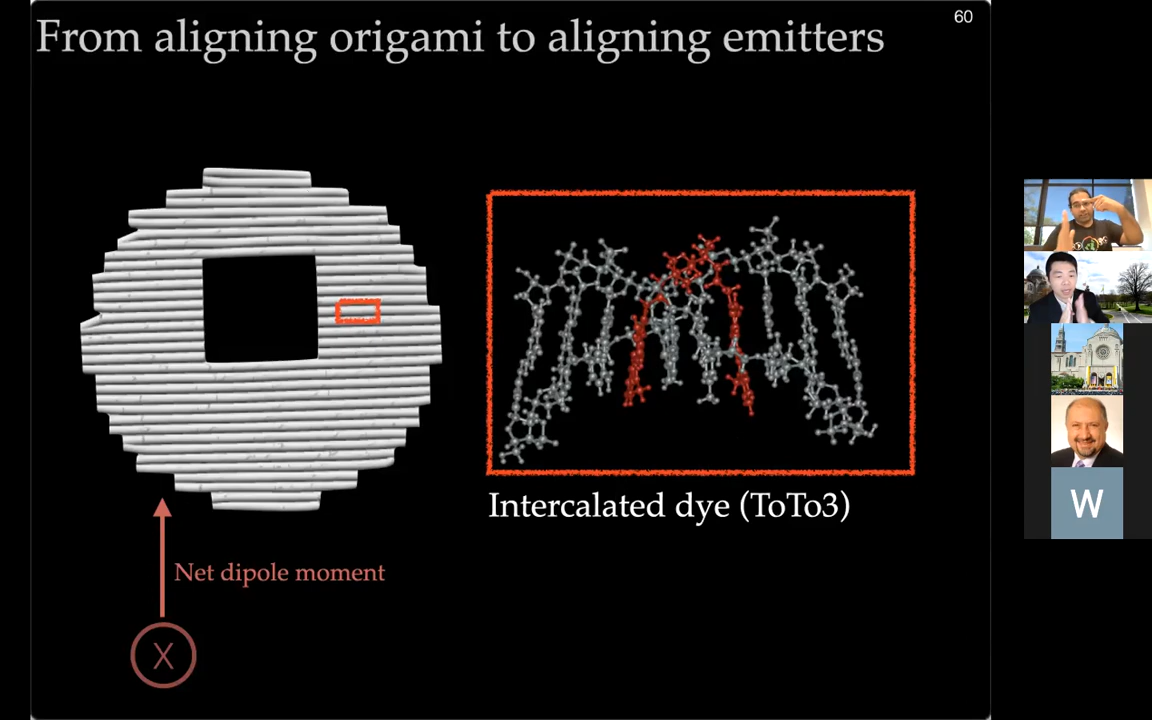 60
From aligning origami to aligning emitters
Intercalated dye (ToTo3)
Net dipole moment
X
W